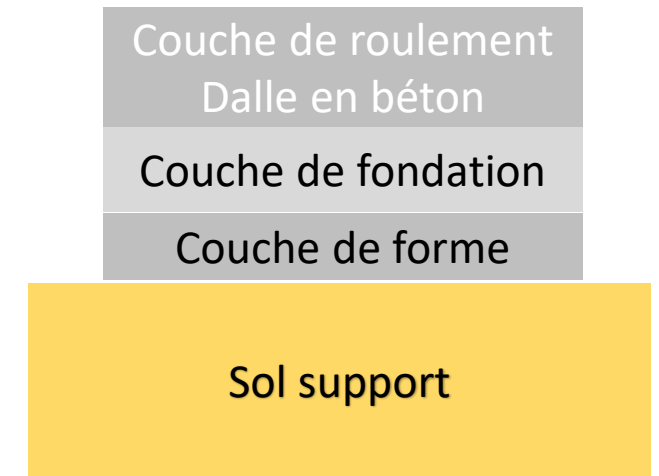 Couche de roulement
Dalle en béton
Couche de fondation
Couche de forme
Sol support